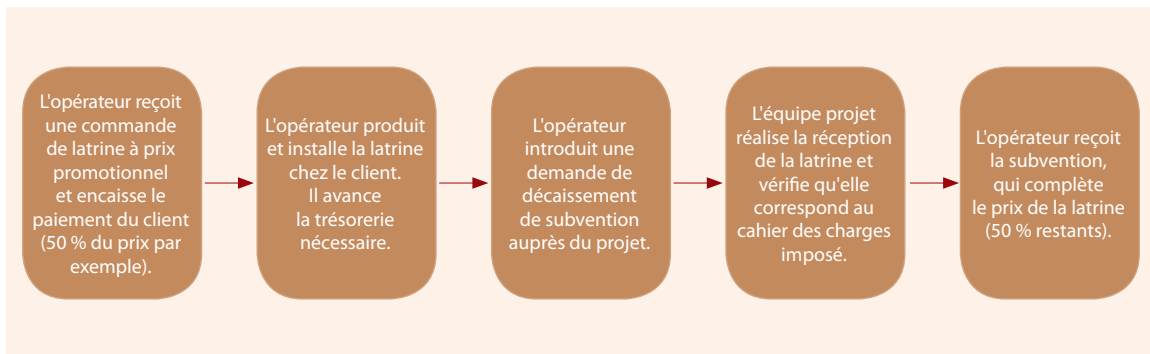 L'opérateur reçoit
une commande
de latrine à prix
promotionnel
et encaisse le
paiement du client
(50 % du prix par
exemple).
L'opérateur produit
et installe la latrine
chez le client.
Il avance
la trésorerie
nécessaire.
L'opérateur
introduit une
demande de
décaissement
de subvention
auprès du projet.
L'équipe projet
réalise la réception
de la latrine et
vérifie qu'elle
correspond au
cahier des charges
imposé.
L'opérateur reçoit
la subvention,
qui complète
le prix de la latrine
(50 % restants).